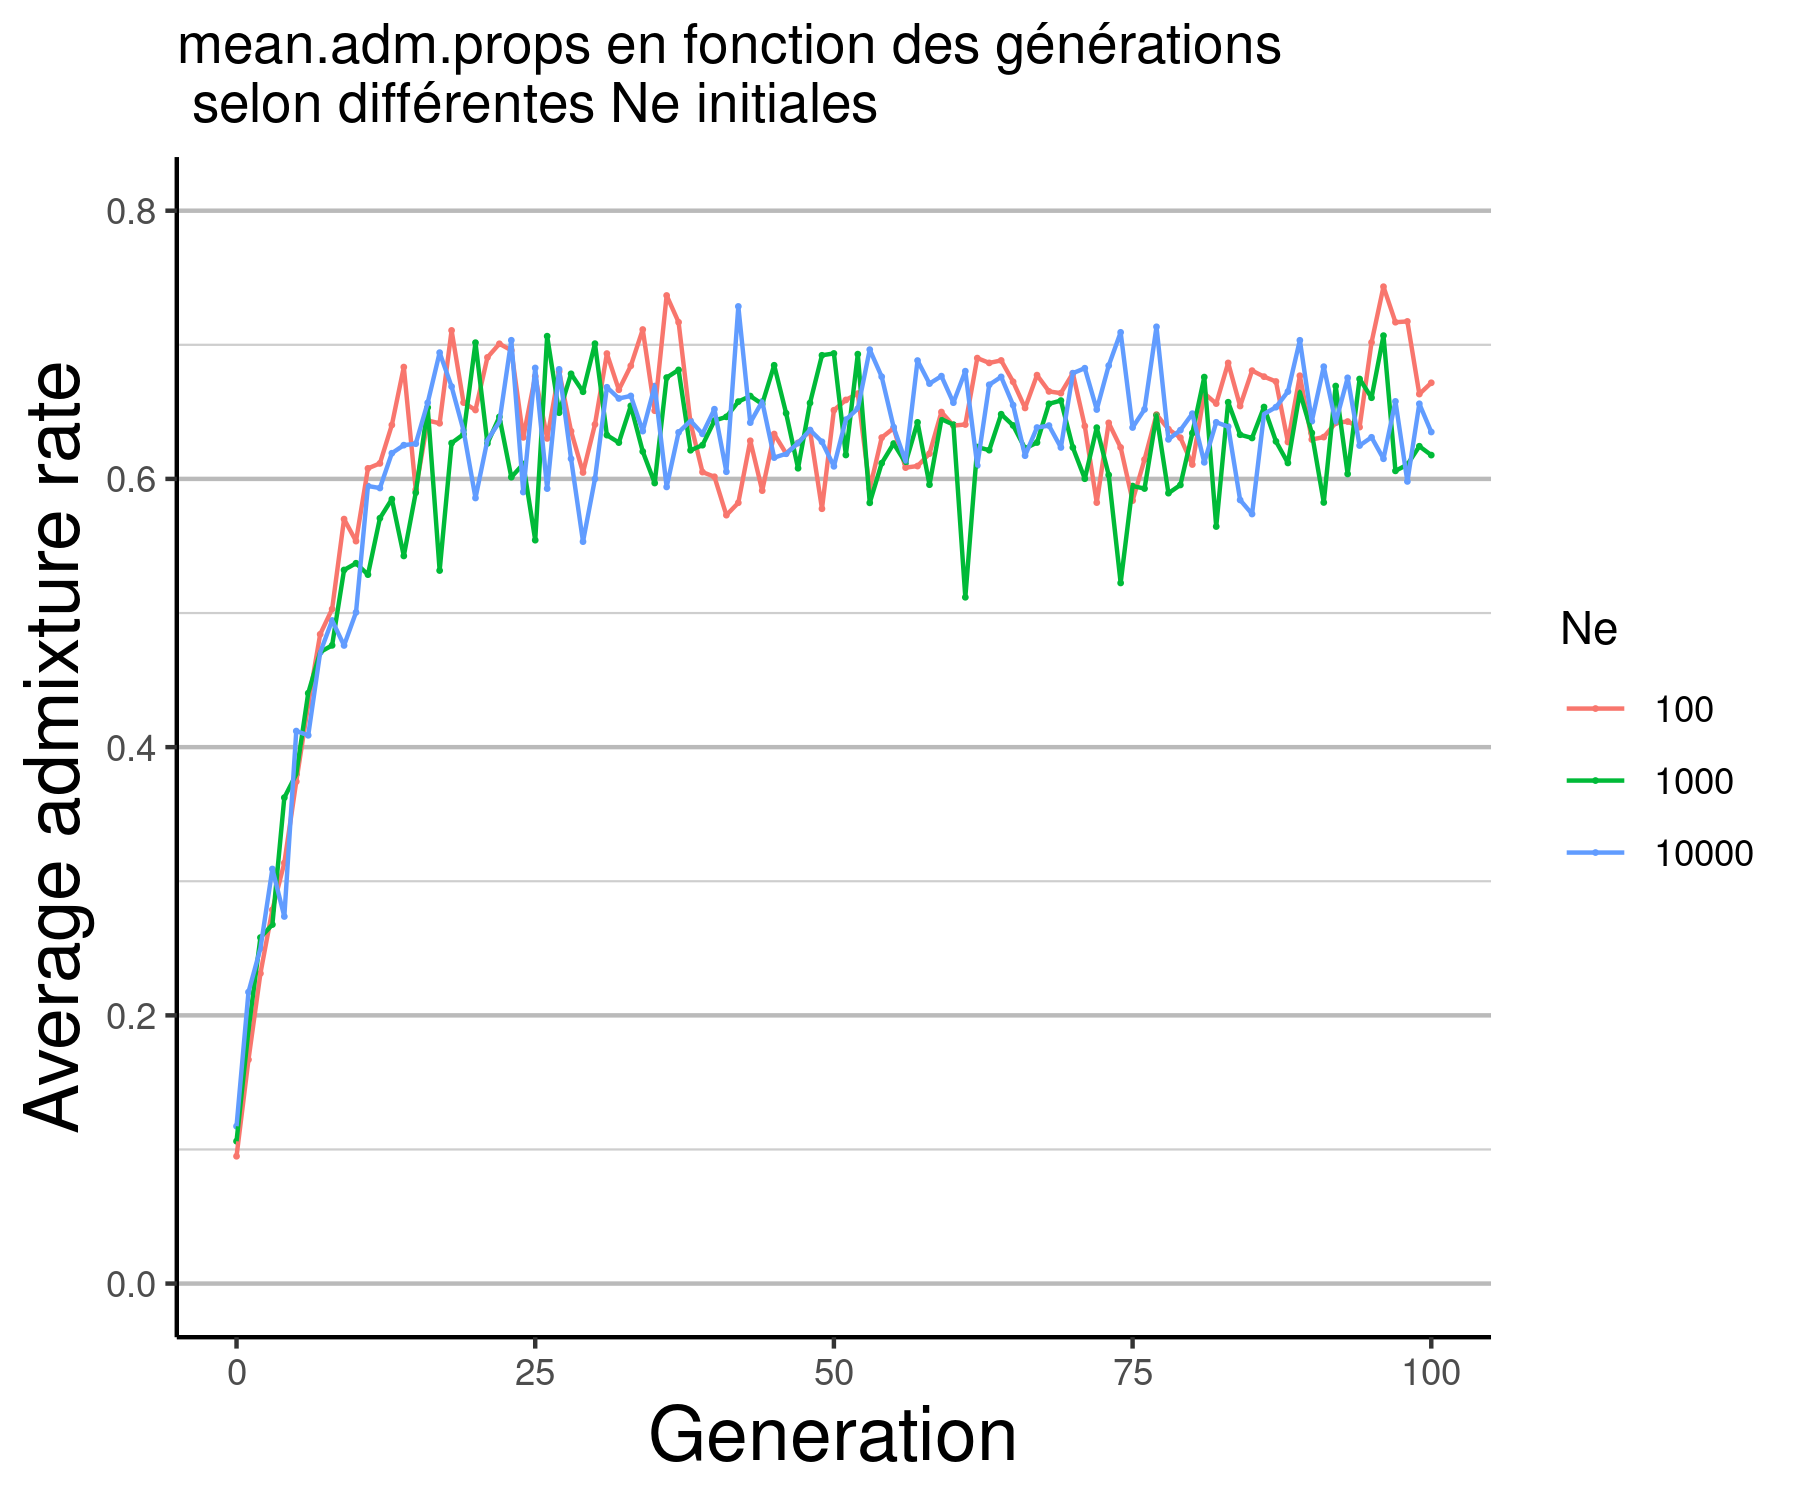 mean.adm.props en fonction des générations
selon différentes Ne initiales
Average admixture rate
0.8
0.6
0.4
0.2
0.0
0 25 50 75 100
Generation
Ne
100
1000
10000